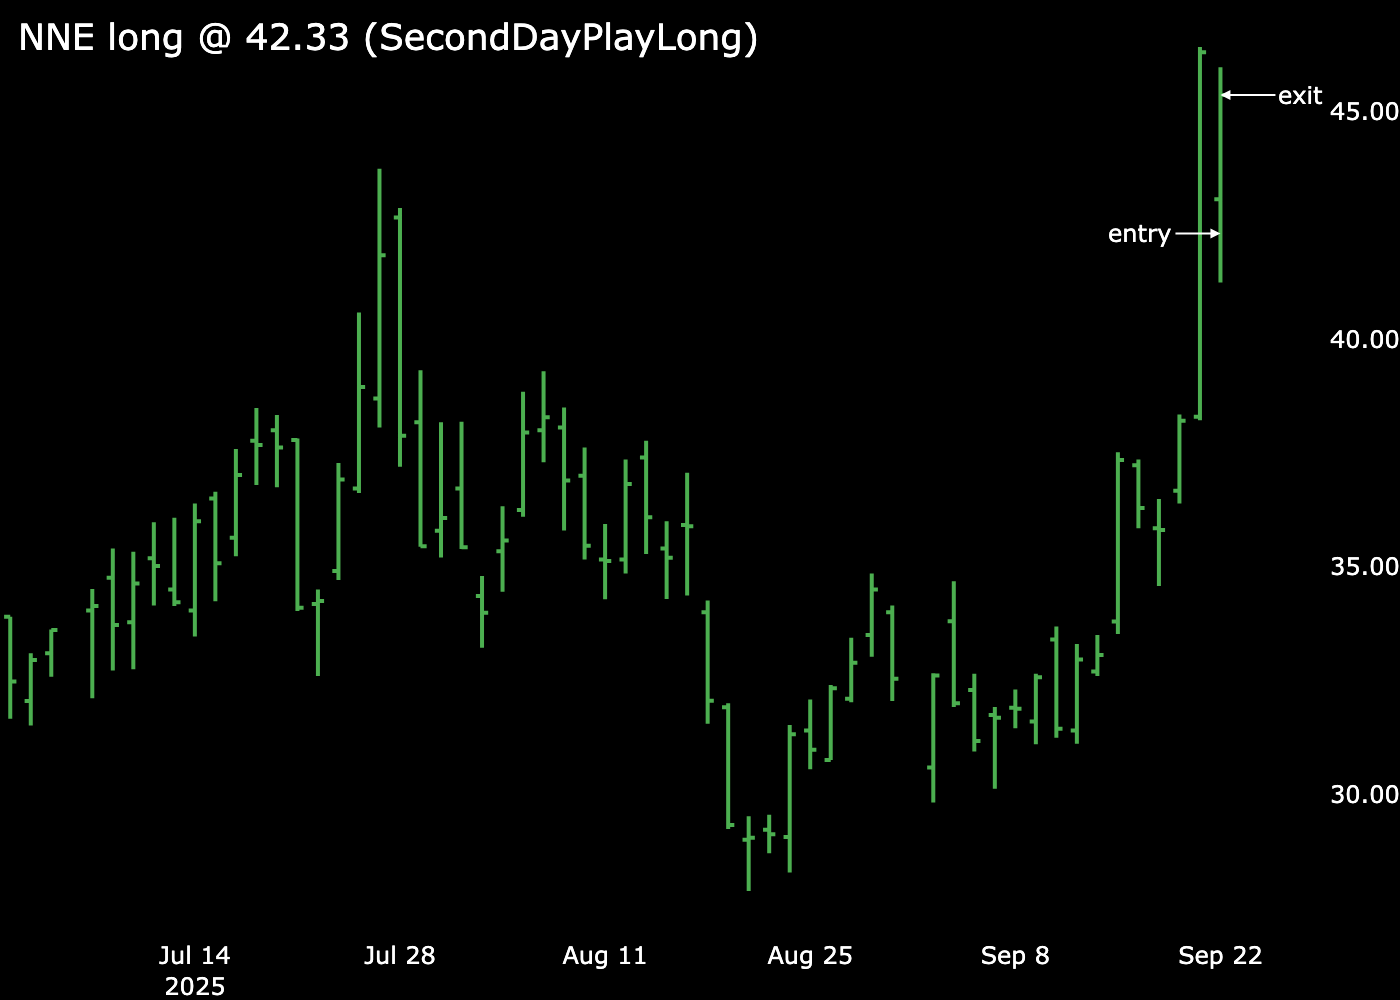 NNE long @ 42.33 (SecondDayPlayLong)
exit
45.00
entry
40.00
35.00
30.00
Jul 14
2025
Jul 28
Aug 11
Aug 25
Sep 8
Sep 22